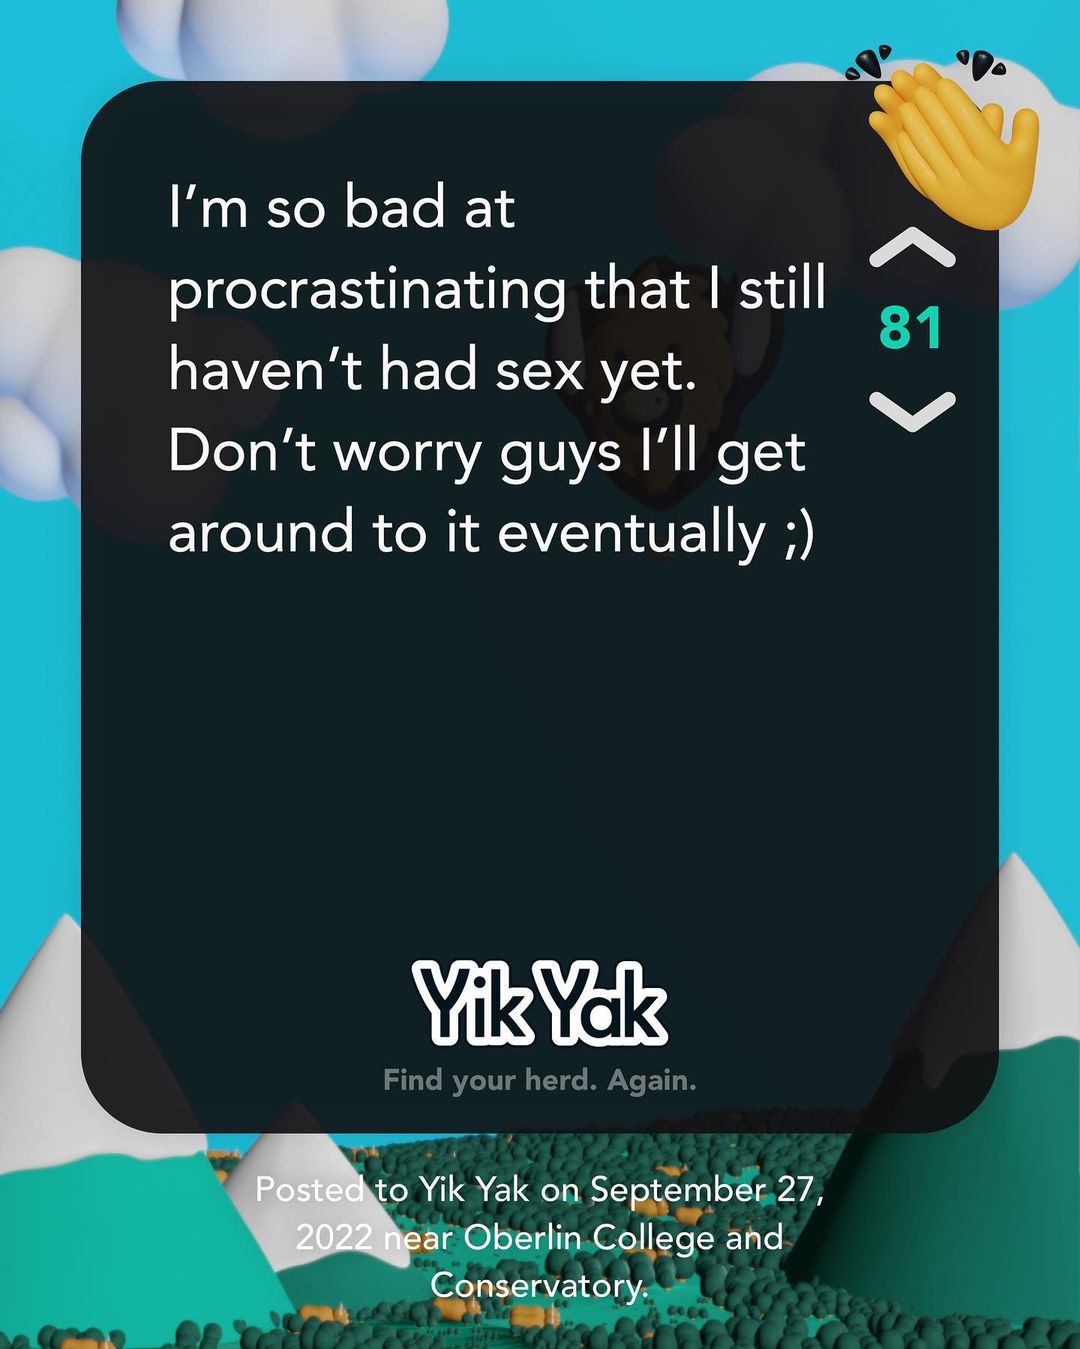 I’m so bad at
procrastinating that I still
haven’t had sex yet.
Don’t worry guys I’ll get
around to it eventually ;)
81
Yik Yak
Find your herd. Again.
Posted to Yik Yak on September 27,
2022 near Oberlin College and
Conservatory.